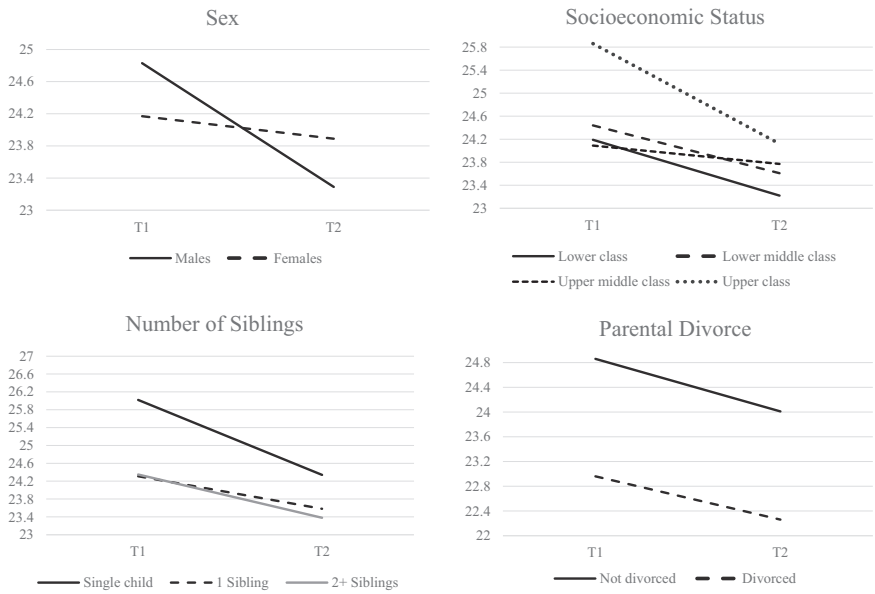 Sex
25
24.6
24.2
23.8
23.4
23
T1 T2
Males Females
Socioeconomic Status
25.8
25.4
25
24.6
24.2
23.8
23.4
23
T1 T2
Lower class Lower middle class
Upper middle class Upper class
Number of Siblings
27
26.6
26.2
25.8
25.4
25
24.6
24.2
23.8
23.4
23
T1 T2
Single child 1 Sibling 2+ Siblings
Parental Divorce
24.8
24.4
24
23.6
23.2
22.8
22.4
22
T1 T2
Not divorced Divorced